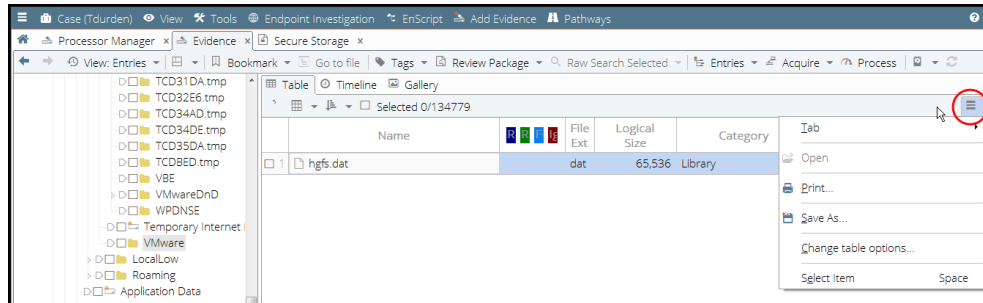 Case (Tdurden) View Tools Endpoint Investigation EnScript Add Evidence Pathways
Processor Manager x Evidence x Secure Storage x
View: Entries Bookmark Go to file Tags Review Package Raw Search Selected Entries Acquire Process
TCD31DA.tmp
TCD32E6.tmp
TCD34AD.tmp
TCD34DE.tmp
TCD35DA.tmp
TCDBED.tmp
VBE
VMwareDnD
WPDNSE
Temporary Internet
VMware
LocalLow
Roaming
Application Data
Table Timeline Gallery
Selected 0/134779
Name File Ext Logical Size Category
1 hgfs.dat dat 65,536 Library
Tab
Open
Print...
Save As...
Change table options...
Select Item Space